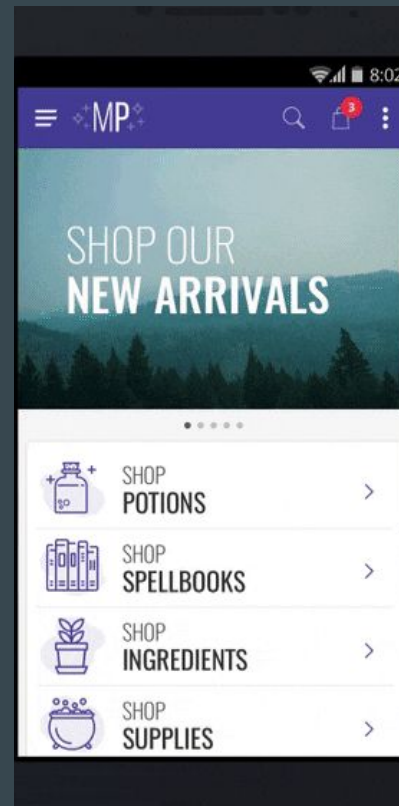 8:02
MP
3
SHOP OUR
NEW ARRIVALS
SHOP
POTIONS
SHOP
SPELLBOOKS
SHOP
INGREDIENTS
SHOP
SUPPLIES